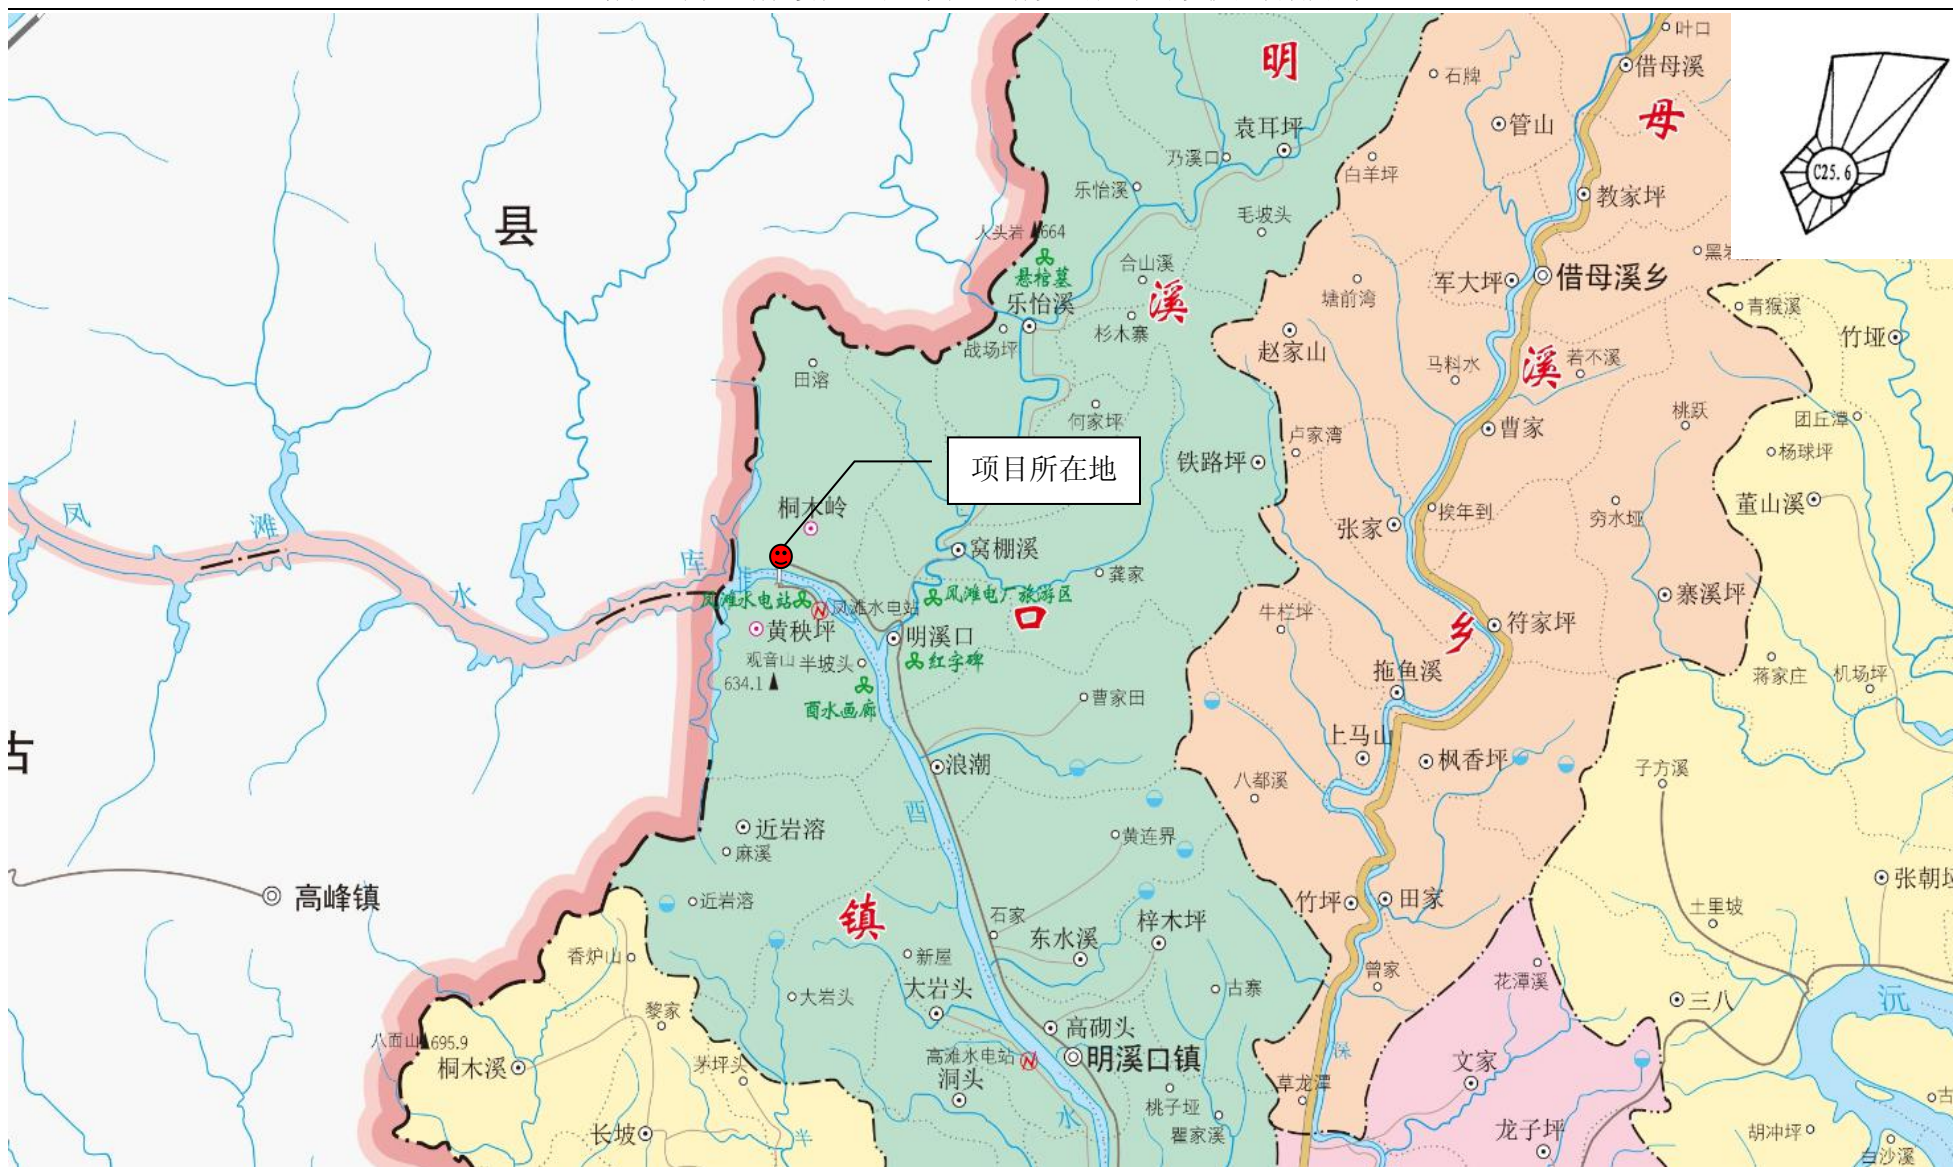 叶口
明
借母溪
石牌
母
管山
袁耳坪
乃溪口
白羊坪
C25.6
乐怡溪
教家坪
县
毛坡头
人头岩
664
黑岩
合山溪
悬棺墓
军大坪
借母溪乡
塘前湾
溪
乐怡溪
青猴溪
杉木寨
竹垭
战场坪
赵家山
马料水
溪
若不溪
田溶
何家坪
桃跃
团丘潭
卢家湾
曹家
项目所在地
铁路坪
杨球坪
桐木岭
董山溪
凤
滩
张家
挨年到
穷水垭
窝棚溪
库
龚家
水
凤滩水电站
凤滩水电站
凤滩电厂旅游区
口
牛栏坪
寨溪坪
黄秧坪
明溪口
乡
符家坪
观音山
半坡头
红字碑
634.1
拖鱼溪
蒋家庄
机场坪
酉水画廊
曹家田
古
上马山
浪潮
枫香坪
子方溪
八都溪
酉
近岩溶
黄连界
麻溪
高峰镇
近岩溶
竹坪
田家
张朝垭
镇
石家
梓木坪
土里坡
东水溪
香炉山
新屋
曾家
花潭溪
大岩头
大岩头
古寨
三八
沅
黎家
高砌头
八面山
695.9
高滩水电站
明溪口镇
深
桐木溪
茅坪头
洞头
文家
草龙潭
桃子垭
水
古
长坡
羊
瞿家溪
龙子坪
胡冲坪
白沙溪